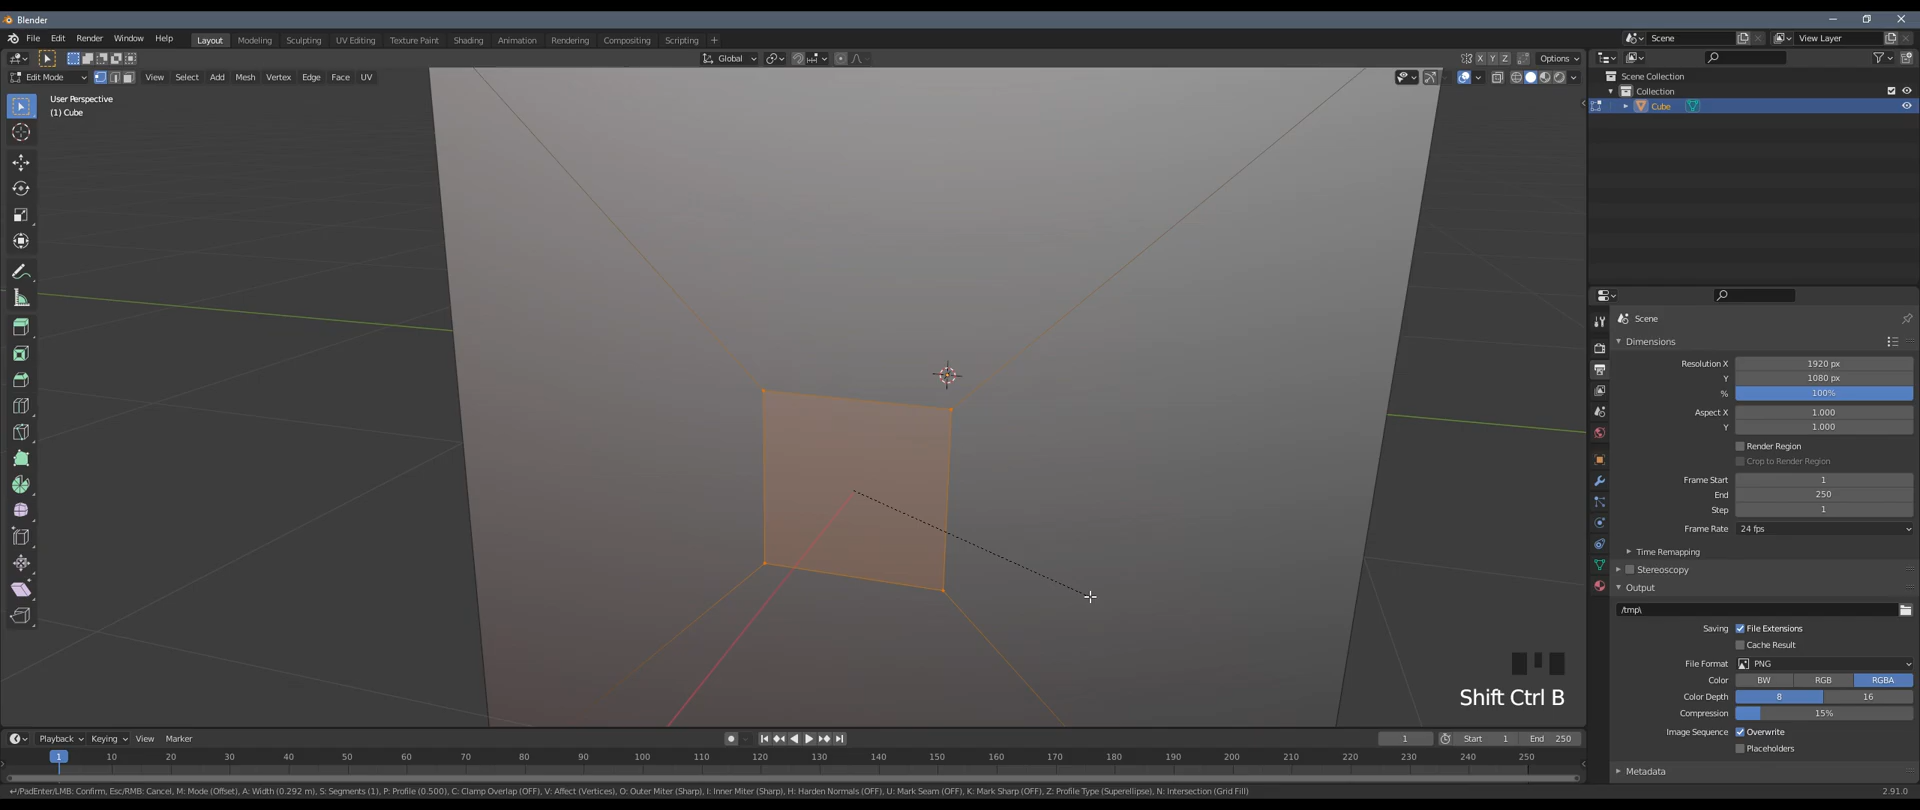 Blender
File Edit Render Window Help Layout Modeling Sculpting UV Editing Texture Paint Shading Animation Rendering Compositing Scripting + Scene View Layer
Global X Y Z Options
Edit Mode View Select Add Mesh Vertex Edge Face UV
User Perspective
(1) Cube
Scene Collection
Collection
Cube
Scene
Dimensions
Resolution X 1920 px
Y 1080 px
% 100%
Aspect X 1.000
Y 1.000
Render Region
Crop to Render Region
Frame Start 1
End 250
Step 1
Frame Rate 24 fps
Time Remapping
Stereoscopy
Output
/tmp\
Saving File Extensions
Cache Result
File Format PNG
Color BW RGB RGBA
Color Depth 8 16
Compression 15%
Image Sequence Overwrite
Placeholders
Metadata
Shift Ctrl B
Playback Keying View Marker 1 Start 1 End 250
1 10 20 30 40 50 60 70 80 90 100 110 120 130 140 150 160 170 180 190 200 210 220 230 240 250
/PadEnter/LMB: Confirm, Esc/RMB: Cancel, M: Mode (Offset), A: Width (0.292 m), S: Segments (1), P: Profile (0.500), C: Clamp Overlap (OFF), V: Affect (Vertices), O: Outer Miter (Sharp), I: Inner Miter (Sharp), H: Harden Normals (OFF), U: Mark Seam (OFF), K: Mark Sharp (OFF), Z: Profile Type (Superellipse), N: Intersection (Grid Fill) 2.91.0